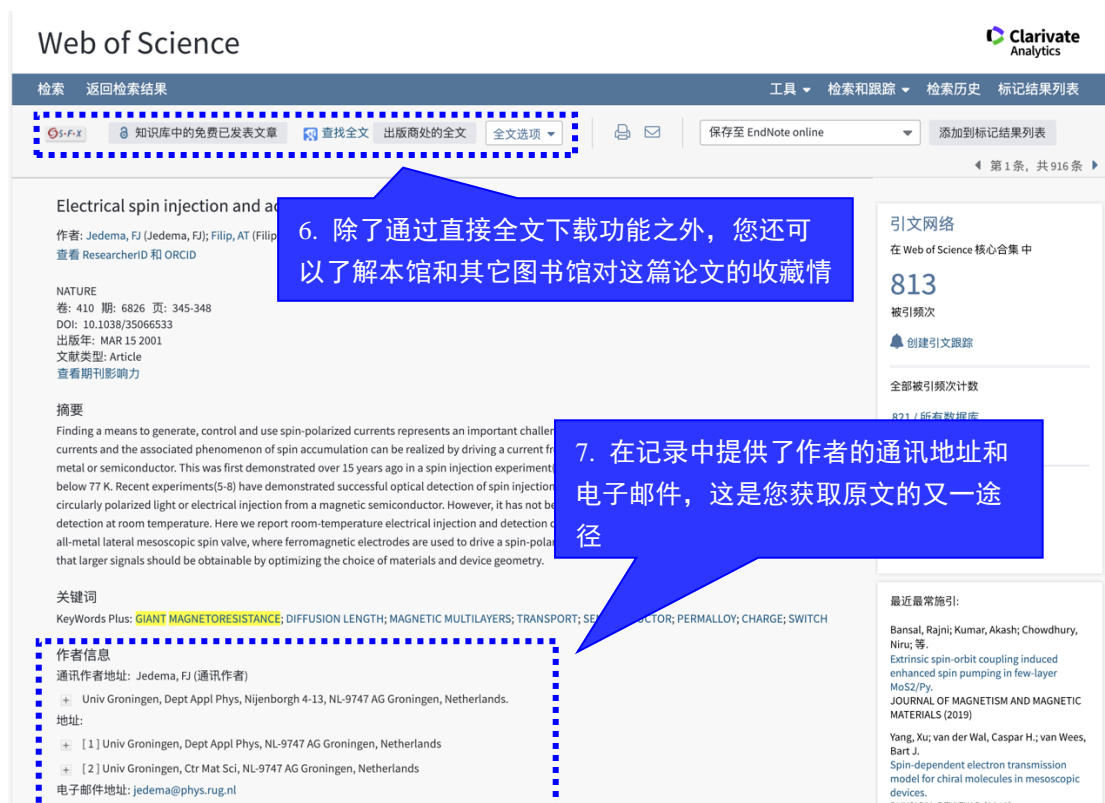 Web of Science
Clarivate
Analytics
检索 返回检索结果 工具 检索和跟踪 检索历史 标记结果列表
S·F·X 知识库中的免费已发表文章 查找全文 出版商处的全文 全文选项 保存至 EndNote online 添加到标记结果列表
第 1 条，共 916 条
Electrical spin injection and
作者: Jedema, FJ (Jedema, FJ); Filip, AT (Filip
查看 ResearcherID 和 ORCID
6. 除了通过直接全文下载功能之外，您还可
以了解本馆和其它图书馆对这篇论文的收藏情
NATURE
卷: 410 期: 6826 页: 345-348
DOI: 10.1038/35066533
出版年: MAR 15 2001
文献类型: Article
查看期刊影响力
摘要
Finding a means to generate, control and use spin-polarized currents represents an important
currents and the associated phenomenon of spin accumulation can be realized by driving a current
metal or semiconductor. This was first demonstrated over 15 years ago in a spin injection experiment(
below 77 K. Recent experiments(5-8) have demonstrated successful optical detection of spin injection
circularly polarized light or electrical injection from a magnetic semiconductor. However, it has not
detection at room temperature. Here we report room-temperature electrical injection and detection
all-metal lateral mesoscopic spin valve, where ferromagnetic electrodes are used to drive a
that larger signals should be obtainable by optimizing the choice of materials and device geometry.
7. 在记录中提供了作者的通讯地址和
电子邮件，这是您获取原文的又一途
径
关键词
KeyWords Plus: GIANT MAGNETORESISTANCE; DIFFUSION LENGTH; MAGNETIC MULTILAYERS; TRANSPORT; PERMALLOY; CHARGE; SWITCH
作者信息
通讯作者地址: Jedema, FJ (通讯作者)
+ Univ Groningen, Dept Appl Phys, Nijenborgh 4-13, NL-9747 AG Groningen, Netherlands.
地址:
+ [ 1 ] Univ Groningen, Dept Appl Phys, NL-9747 AG Groningen, Netherlands
+ [ 2 ] Univ Groningen, Ctr Mat Sci, NL-9747 AG Groningen, Netherlands
电子邮件地址: jedema@phys.rug.nl
引文网络
在 Web of Science 核心合集 中
813
被引频次
创建引文跟踪
全部被引频次计数
821 / 所有数据库
最近最常施引:
Bansal, Rajni; Kumar, Akash; Chowdhury,
Niru; 等.
Extrinsic spin-orbit coupling induced
enhanced spin pumping in few-layer
MoS2/Py.
JOURNAL OF MAGNETISM AND MAGNETIC
MATERIALS (2019)
Yang, Xu; van der Wal, Caspar H.; van Wees,
Bart J.
Spin-dependent electron transmission
model for chiral molecules in mesoscopic
devices.